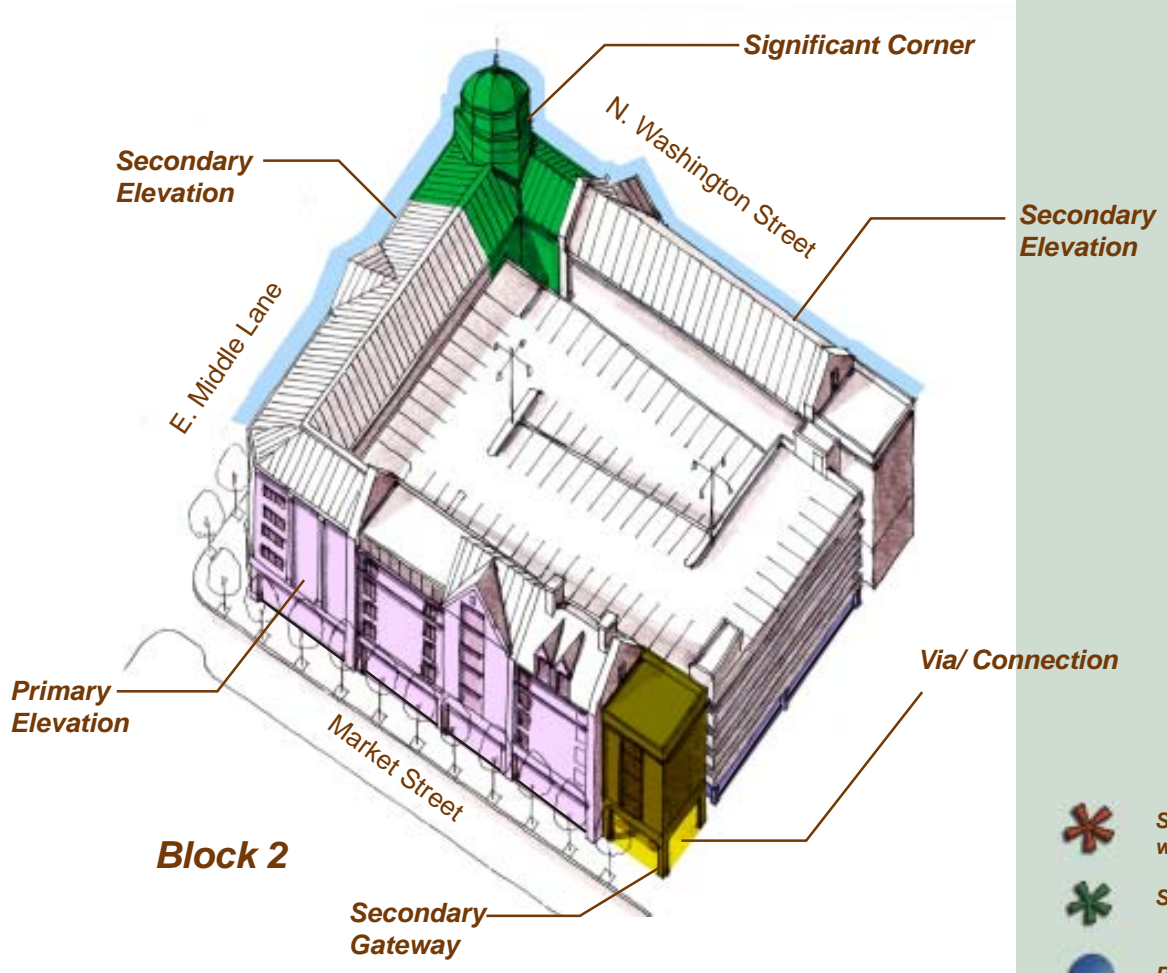 Significant Corner
N. Washington Street
Secondary
Elevation
Secondary
Elevation
E. Middle Lane
Via/ Connection
Primary
Elevation
Market Street
Block 2
Secondary
Gateway